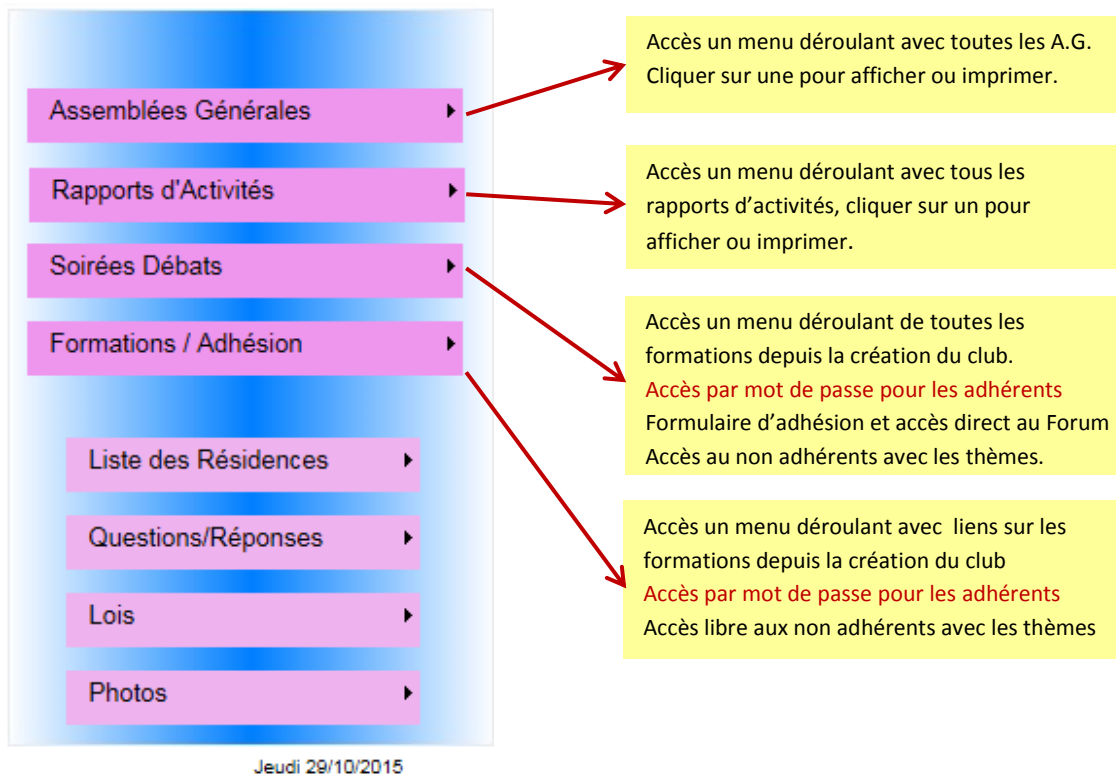 Assemblées Générales
Rapports d'Activités
Soirées Débats
Formations / Adhésion
Liste des Résidences
Questions/Réponses
Lois
Photos
Jeudi 29/10/2015
Accès un menu déroulant avec toutes les A.G.
Cliquer sur une pour afficher ou imprimer.
Accès un menu déroulant avec tous les
rapports d’activités, cliquer sur un pour
afficher ou imprimer.
Accès un menu déroulant de toutes les
formations depuis la création du club.
Accès par mot de passe pour les adhérents
Formulaire d’adhésion et accès direct au Forum
Accès au non adhérents avec les thèmes.
Accès un menu déroulant avec liens sur les
formations depuis la création du club
Accès par mot de passe pour les adhérents
Accès libre aux non adhérents avec les thèmes